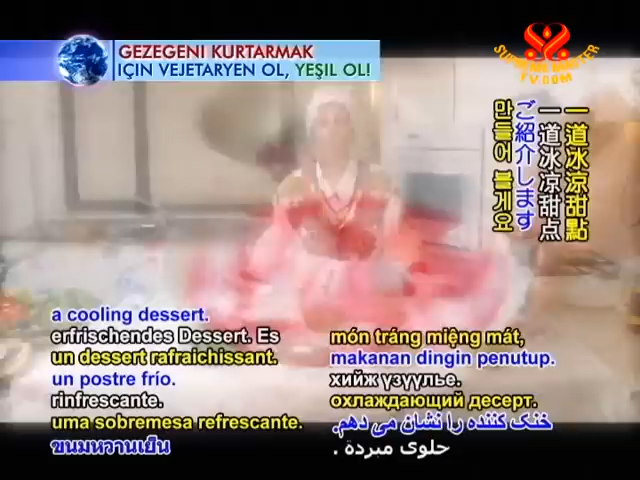 GEZEGENI KURTARMAK
IÇIN VEJETARYEN OL, YEŞIL OL!
SUPREME MASTER
TV.COM
一道冰涼甜點
一道冰凉甜点
ご紹介します
만들어 볼게요
a cooling dessert.
erfrischendes Dessert. Es
un dessert rafraichissant.
un postre frío.
rinfrescante.
uma sobremesa refrescante.
ขนมหวานเย็น
món tráng miệng mát,
makanan dingin penutup.
хийж үзүүлье.
охлаждающий десерт.
خنک کننده را نشان می دهم.
حلوى مبردة .